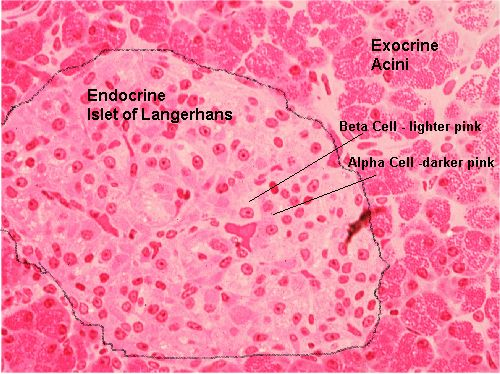 Exocrine
Acini
Endocrine
Islet of Langerhans
Beta Cell - lighter pink
Alpha Cell -darker pink